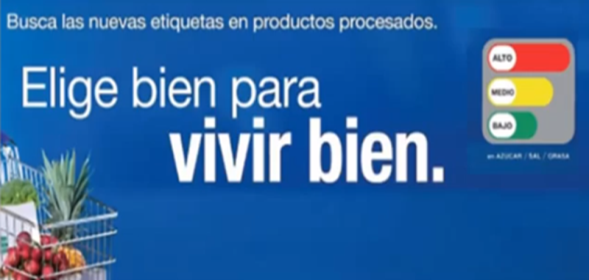 Busca las nuevas etiquetas en productos procesados.
Elige bien para
vivir bien.
ALTO
MEDIO
BAJO
en AZUCAR / SAL / GRASA